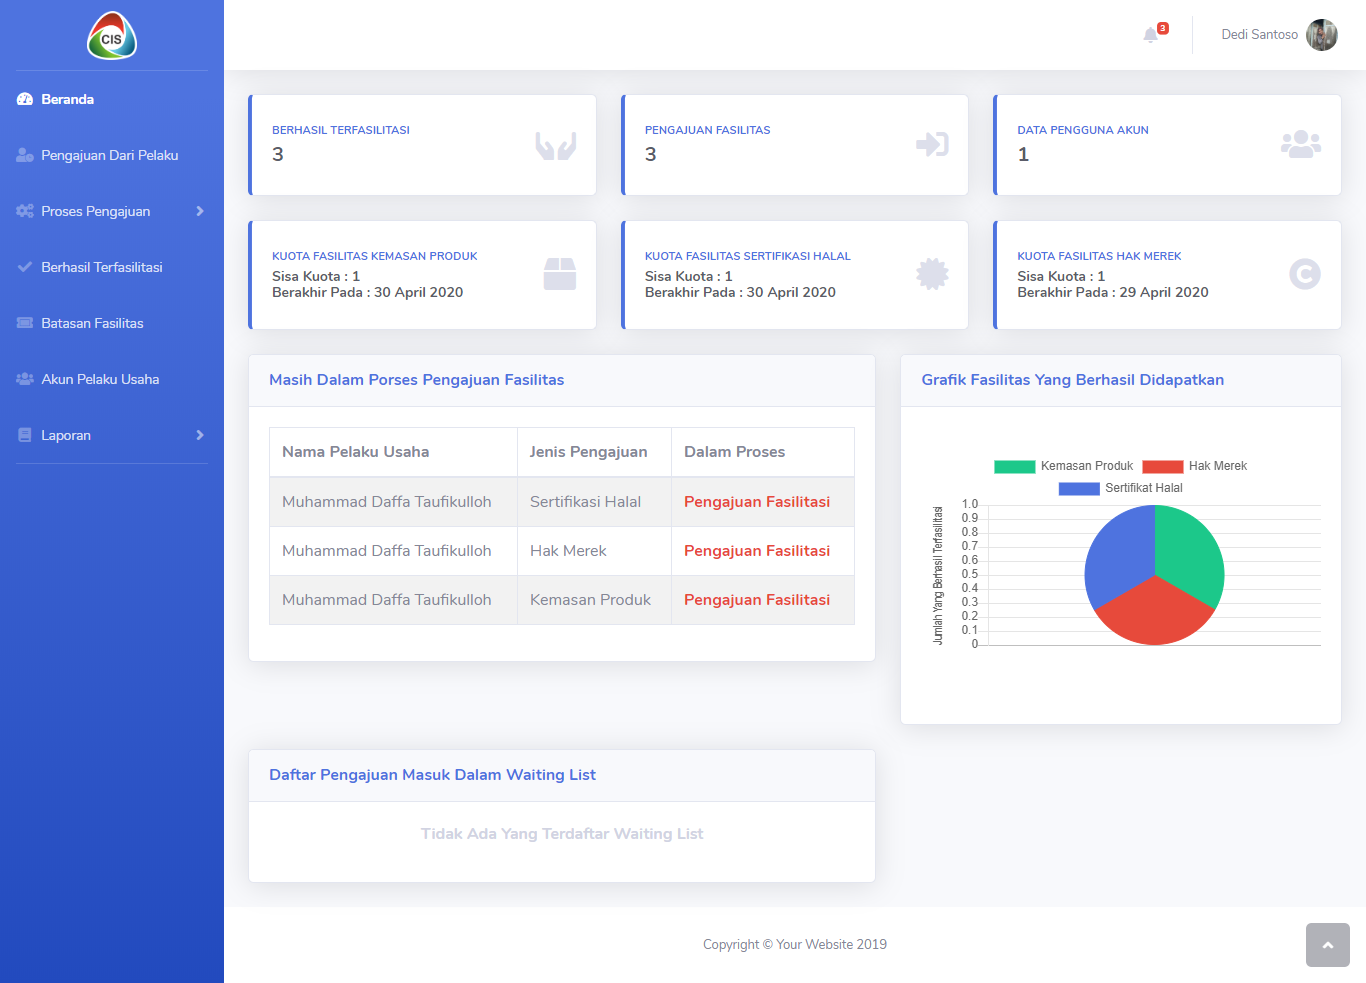 CIS
Beranda
Pengajuan Dari Pelaku
Proses Pengajuan
Berhasil Terfasilitasi
Batasan Fasilitas
Akun Pelaku Usaha
Laporan
3
Dedi Santoso
BERHASIL TERFASILITASI
3
PENGAJUAN FASILITAS
3
DATA PENGGUNA AKUN
1
KUOTA FASILITAS KEMASAN PRODUK
Sisa Kuota : 1
Berakhir Pada : 30 April 2020
KUOTA FASILITAS SERTIFIKASI HALAL
Sisa Kuota : 1
Berakhir Pada : 30 April 2020
KUOTA FASILITAS HAK MEREK
Sisa Kuota : 1
Berakhir Pada : 29 April 2020
Masih Dalam Porses Pengajuan Fasilitas
Nama Pelaku Usaha Jenis Pengajuan Dalam Proses
Muhammad Daffa Taufikulloh Sertifikasi Halal Pengajuan Fasilitasi
Muhammad Daffa Taufikulloh Hak Merek Pengajuan Fasilitasi
Muhammad Daffa Taufikulloh Kemasan Produk Pengajuan Fasilitasi
Grafik Fasilitas Yang Berhasil Didapatkan
Kemasan Produk Hak Merek
Sertifikat Halal
Jumlah Yang Berhasil Terfasilitasi
1.0
0.9
0.8
0.7
0.6
0.5
0.4
0.3
0.2
0.1
0
Daftar Pengajuan Masuk Dalam Waiting List
Tidak Ada Yang Terdaftar Waiting List
Copyright © Your Website 2019